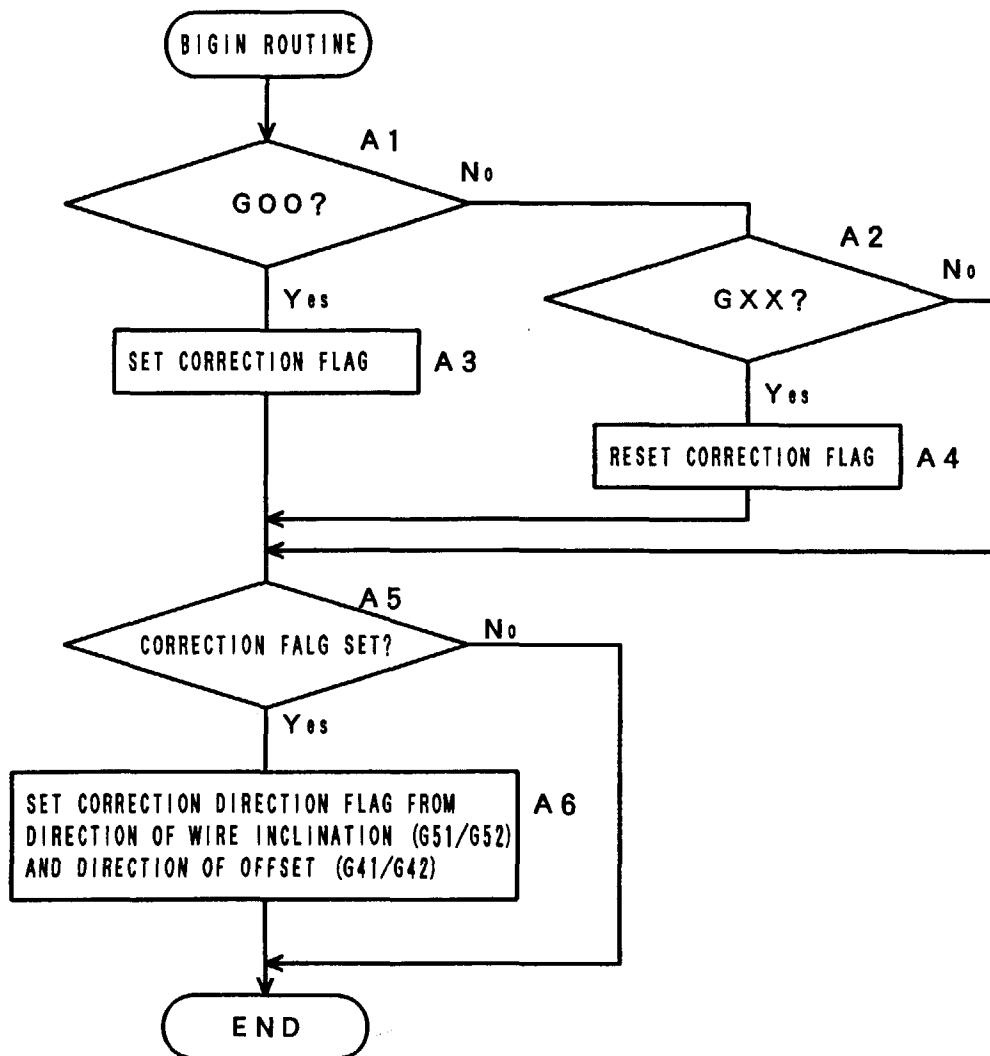 BIGIN ROUTINE
A1
GOO?
No
Yes
A2
GXX?
No
Yes
SET CORRECTION FLAG
A3
RESET CORRECTION FLAG
A4
A5
CORRECTION FALG SET?
No
Yes
SET CORRECTION DIRECTION FLAG FROM
DIRECTION OF WIRE INCLINATION (G51/G52)
AND DIRECTION OF OFFSET (G41/G42)
A6
END